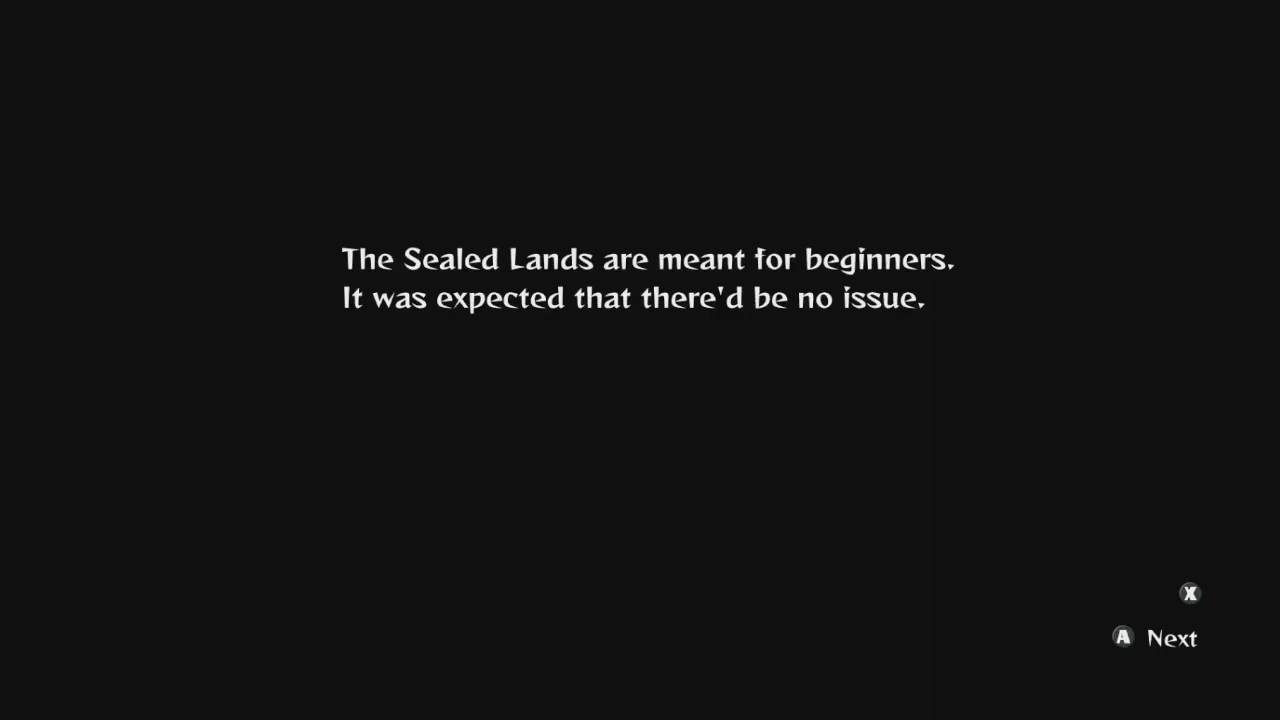 The Sealed Lands are meant for beginners.
It was expected that there'd be no issue.
X
A Next